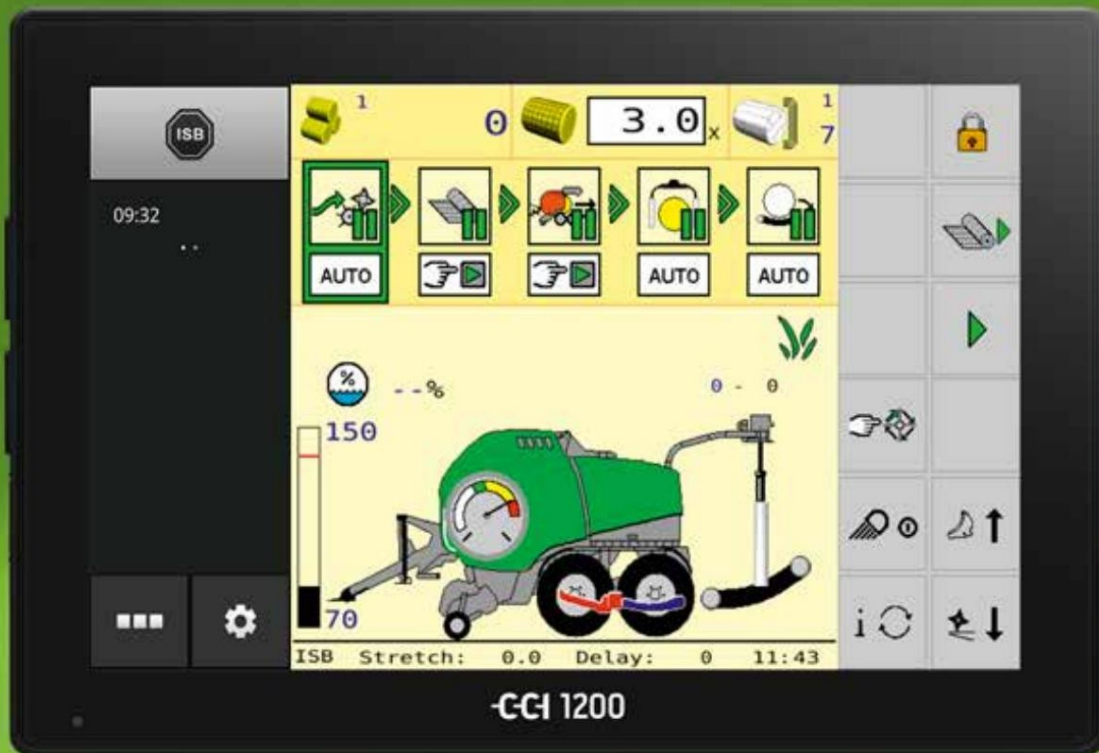 ISB
09:32
1
0
3.0x
1
7
AUTO
AUTO
AUTO
%
--%
0 - 0
150
70
i
ISB Stretch: 0.0 Delay: 0 11:43
CCI 1200